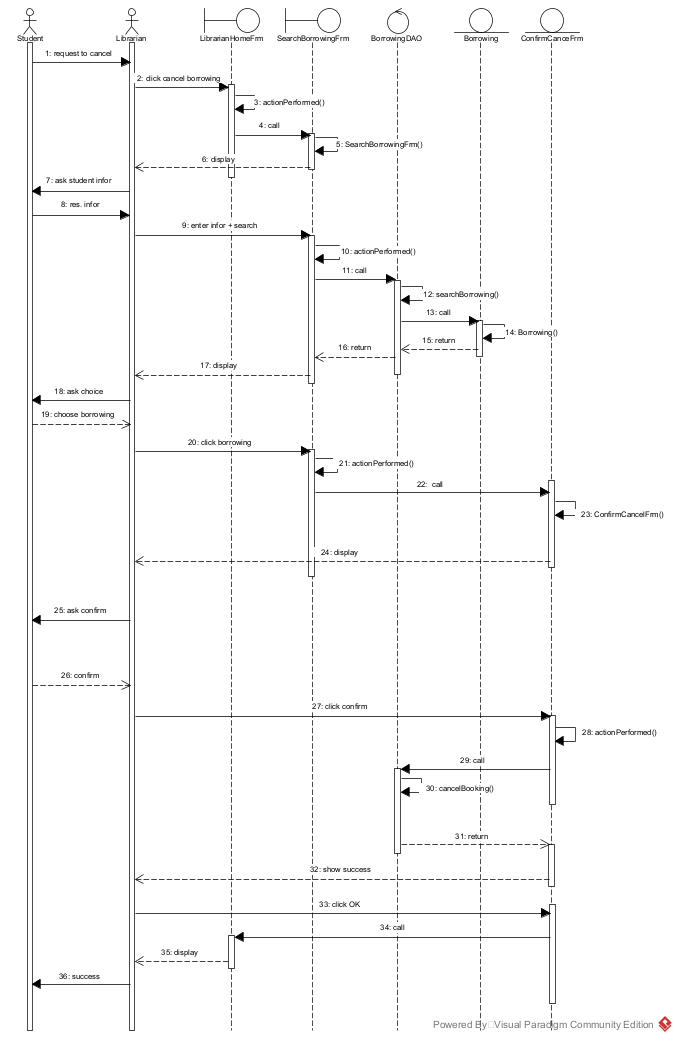 Student
Librarian
LibrarianHomeFrm
SearchBorrowingFrm
BorrowingDAO
Borrowing
ConfirmCanceFrm
1: request to cancel
2: click cancel borrowing
3: actionPerformed()
4: call
5: SearchBorrowingFrm()
6: display
7: ask student infor
8: res. infor
9: enter infor + search
10: actionPerformed()
11: call
12: searchBorrowing()
13: call
14: Borrowing()
15: return
16: return
17: display
18: ask choice
19: choose borrowing
20: click borrowing
21: actionPerformed()
22: call
23: ConfirmCancelFrm()
24: display
25: ask confirm
26: confirm
27: click confirm
28: actionPerformed()
29: call
30: cancelBooking()
31: return
32: show success
33: click OK
34: call
35: display
36: success
Powered By Visual Paradigm Community Edition